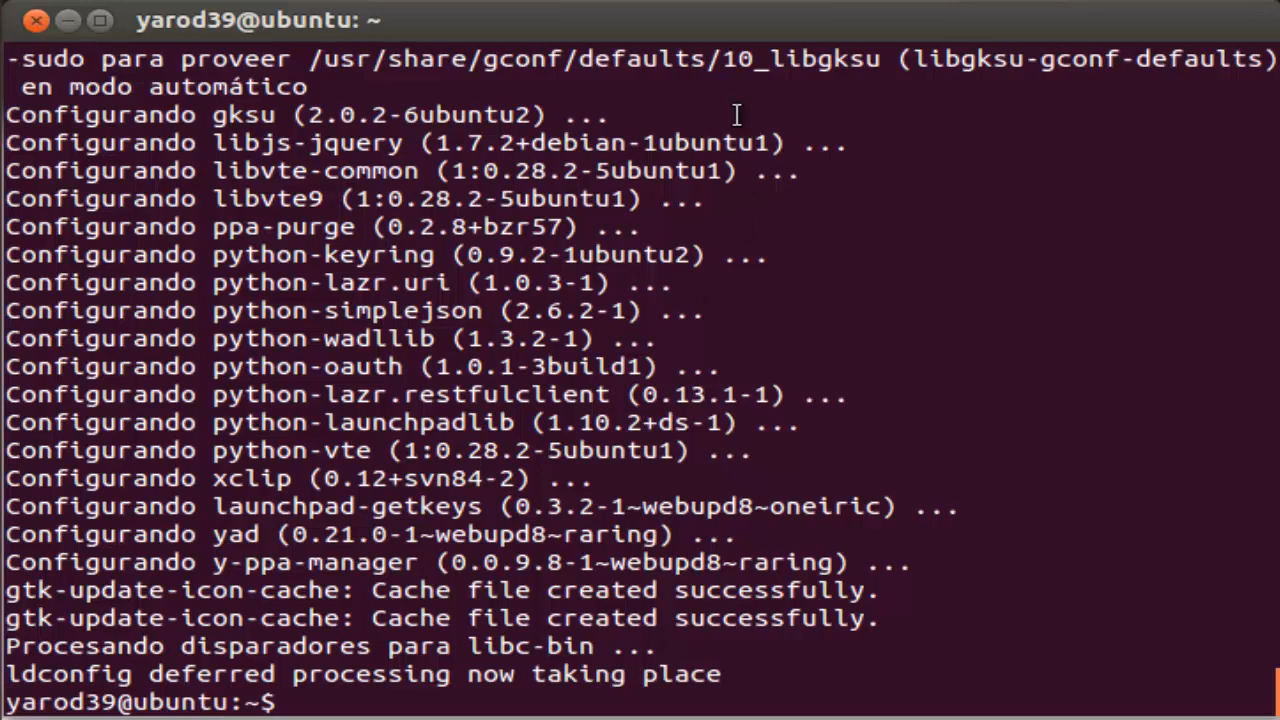 yarod39@ubuntu: ~
-sudo para proveer /usr/share/gconf/defaults/10_libgksu (libgksu-gconf-defaults)
 en modo automático
Configurando gksu (2.0.2-6ubuntu2) ...
Configurando libjs-jquery (1.7.2+debian-1ubuntu1) ...
Configurando libvte-common (1:0.28.2-5ubuntu1) ...
Configurando libvte9 (1:0.28.2-5ubuntu1) ...
Configurando ppa-purge (0.2.8+bzr57) ...
Configurando python-keyring (0.9.2-1ubuntu2) ...
Configurando python-lazr.uri (1.0.3-1) ...
Configurando python-simplejson (2.6.2-1) ...
Configurando python-wadllib (1.3.2-1) ...
Configurando python-oauth (1.0.1-3build1) ...
Configurando python-lazr.restfulclient (0.13.1-1) ...
Configurando python-launchpadlib (1.10.2+ds-1) ...
Configurando python-vte (1:0.28.2-5ubuntu1) ...
Configurando xclip (0.12+svn84-2) ...
Configurando launchpad-getkeys (0.3.2-1~webupd8~oneiric) ...
Configurando yad (0.21.0-1~webupd8~raring) ...
Configurando y-ppa-manager (0.0.9.8-1~webupd8~raring) ...
gtk-update-icon-cache: Cache file created successfully.
gtk-update-icon-cache: Cache file created successfully.
Procesando disparadores para libc-bin ...
ldconfig deferred processing now taking place
yarod39@ubuntu:~$